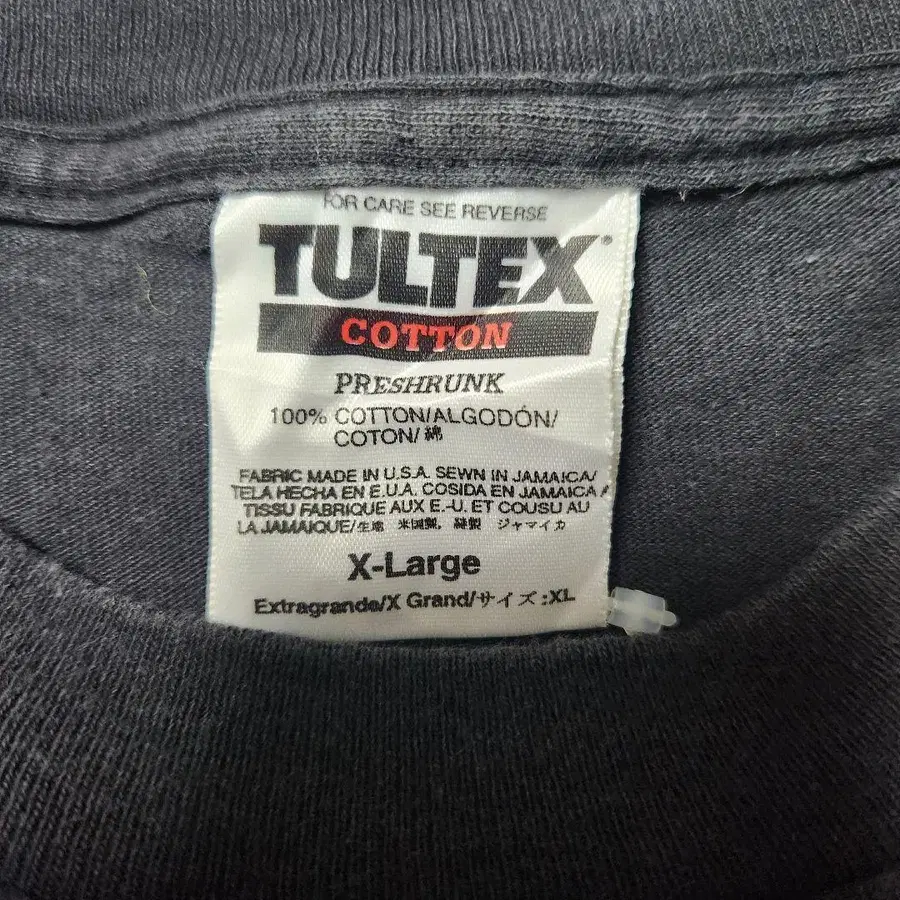 FOR CARE SEE REVERSE
TULTEX®
COTTON
PRESHRUNK
100% COTTON/ALGODÓN/
COTON/ 綿
FABRIC MADE IN U.S.A. SEWN IN JAMAICA/
TELA HECHA EN E.U.A. COSIDA EN JAMAICA /
TISSU FABRIQUE AUX E.-U. ET COUSU AU
LA JAMAIQUE/生地 米国製, 縫製 ジャマイカ
X-Large
Extragrande/X Grand/サイズ :XL